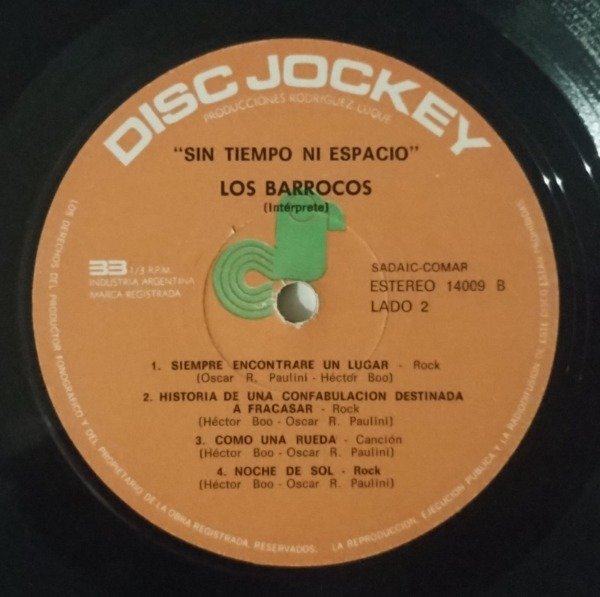 DISC JOCKEY
PRODUCCIONES RODRIGUEZ LUQUE
"SIN TIEMPO NI ESPACIO"
LOS BARROCOS
(Intérprete)
33 1/3 R.P.M.
INDUSTRIA ARGENTINA
MARCA REGISTRADA
SADAIC-COMAR
ESTEREO 14009 B
LADO 2
1. SIEMPRE ENCONTRARE UN LUGAR - Rock
(Oscar R. Paulini - Héctor Boo)
2. HISTORIA DE UNA CONFABULACION DESTINADA
A FRACASAR - Rock
(Héctor Boo - Oscar R. Paulini)
3. COMO UNA RUEDA - Canción
(Héctor Boo - Oscar R. Paulini)
4. NOCHE DE SOL - Rock
(Héctor Boo - Oscar R. Paulini)
LOS DERECHOS DEL PRODUCTOR FONOGRAFICO Y DEL PROPIETARIO DE LA OBRA REGISTRADA, RESERVADOS. LA REPRODUCCION, EJECUCION PUBLICA Y LA RADIODIFUSION DE ESTE DISCO ESTAN